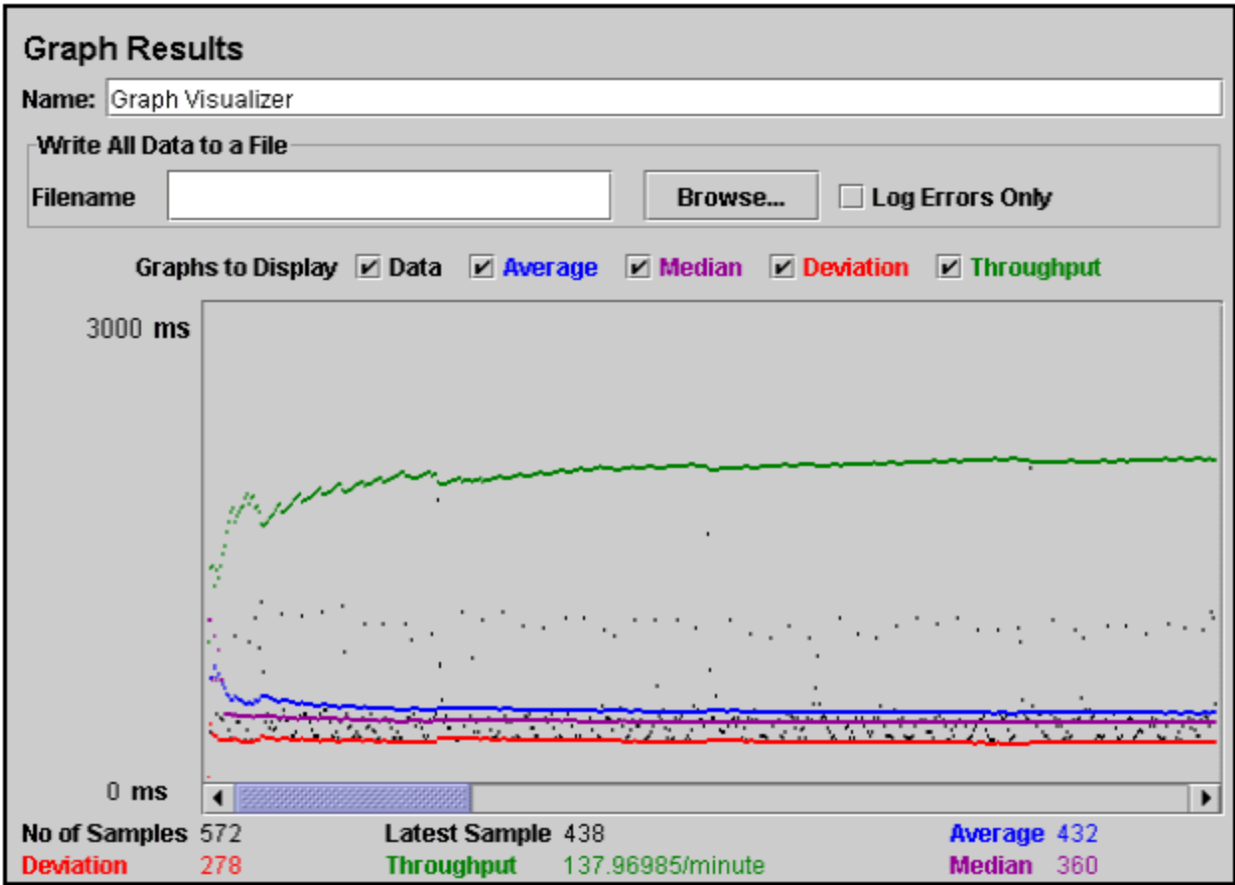 Graph Results
Name: Graph Visualizer
Write All Data to a File
Filename Browse... Log Errors Only
Graphs to Display Data Average Median Deviation Throughput
3000 ms
0 ms
No of Samples 572 Latest Sample 438 Average 432
Deviation 278 Throughput 137.96985/minute Median 360